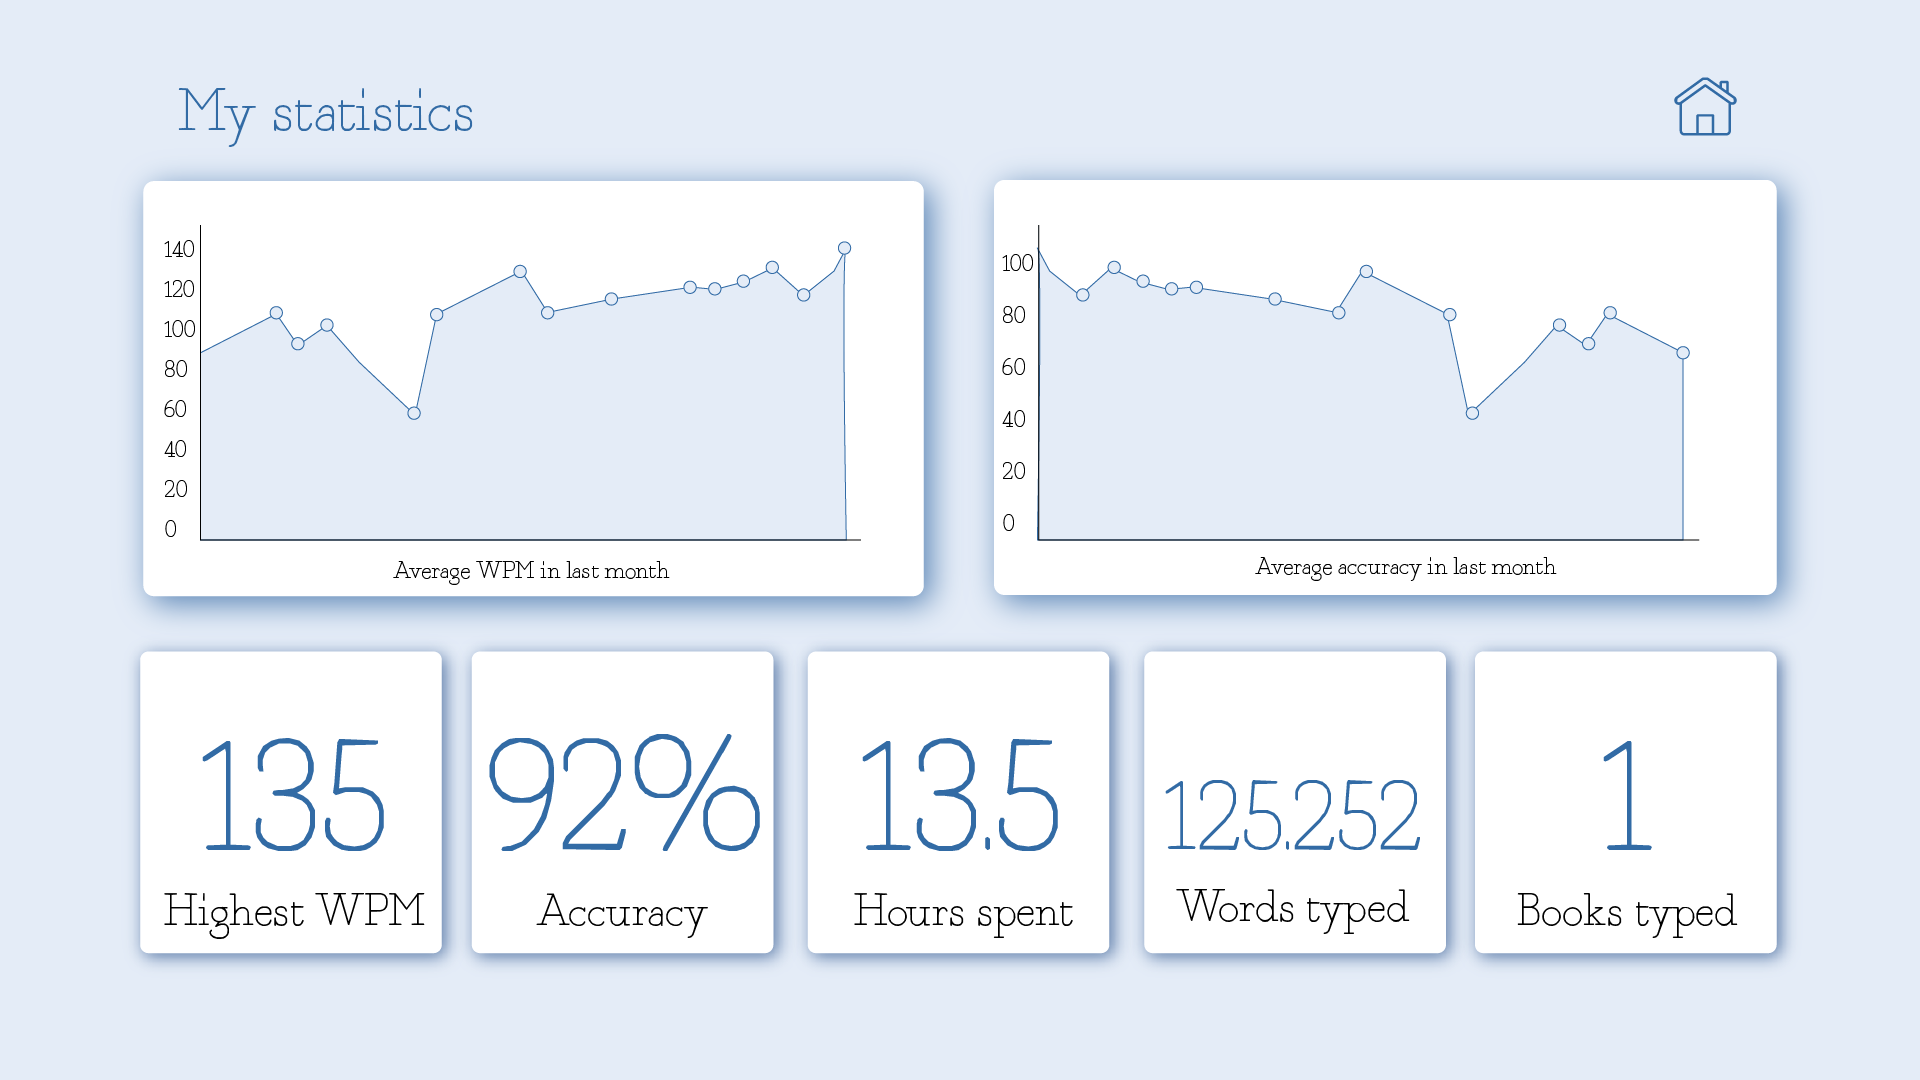 My statistics
140
120
100
80
60
40
20
0
Average WPM in last month
100
80
60
40
20
0
Average accuracy in last month
135
Highest WPM
92%
Accuracy
13.5
Hours spent
125.252
Words typed
1
Books typed